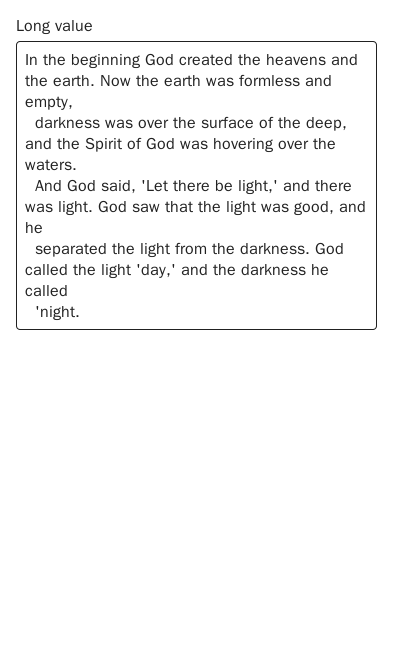 Long value
In the beginning God created the heavens and
the earth. Now the earth was formless and
empty,
darkness was over the surface of the deep,
and the Spirit of God was hovering over the
waters.
And God said, 'Let there be light,' and there
was light. God saw that the light was good, and
he
separated the light from the darkness. God
called the light 'day,' and the darkness he
called
'night.